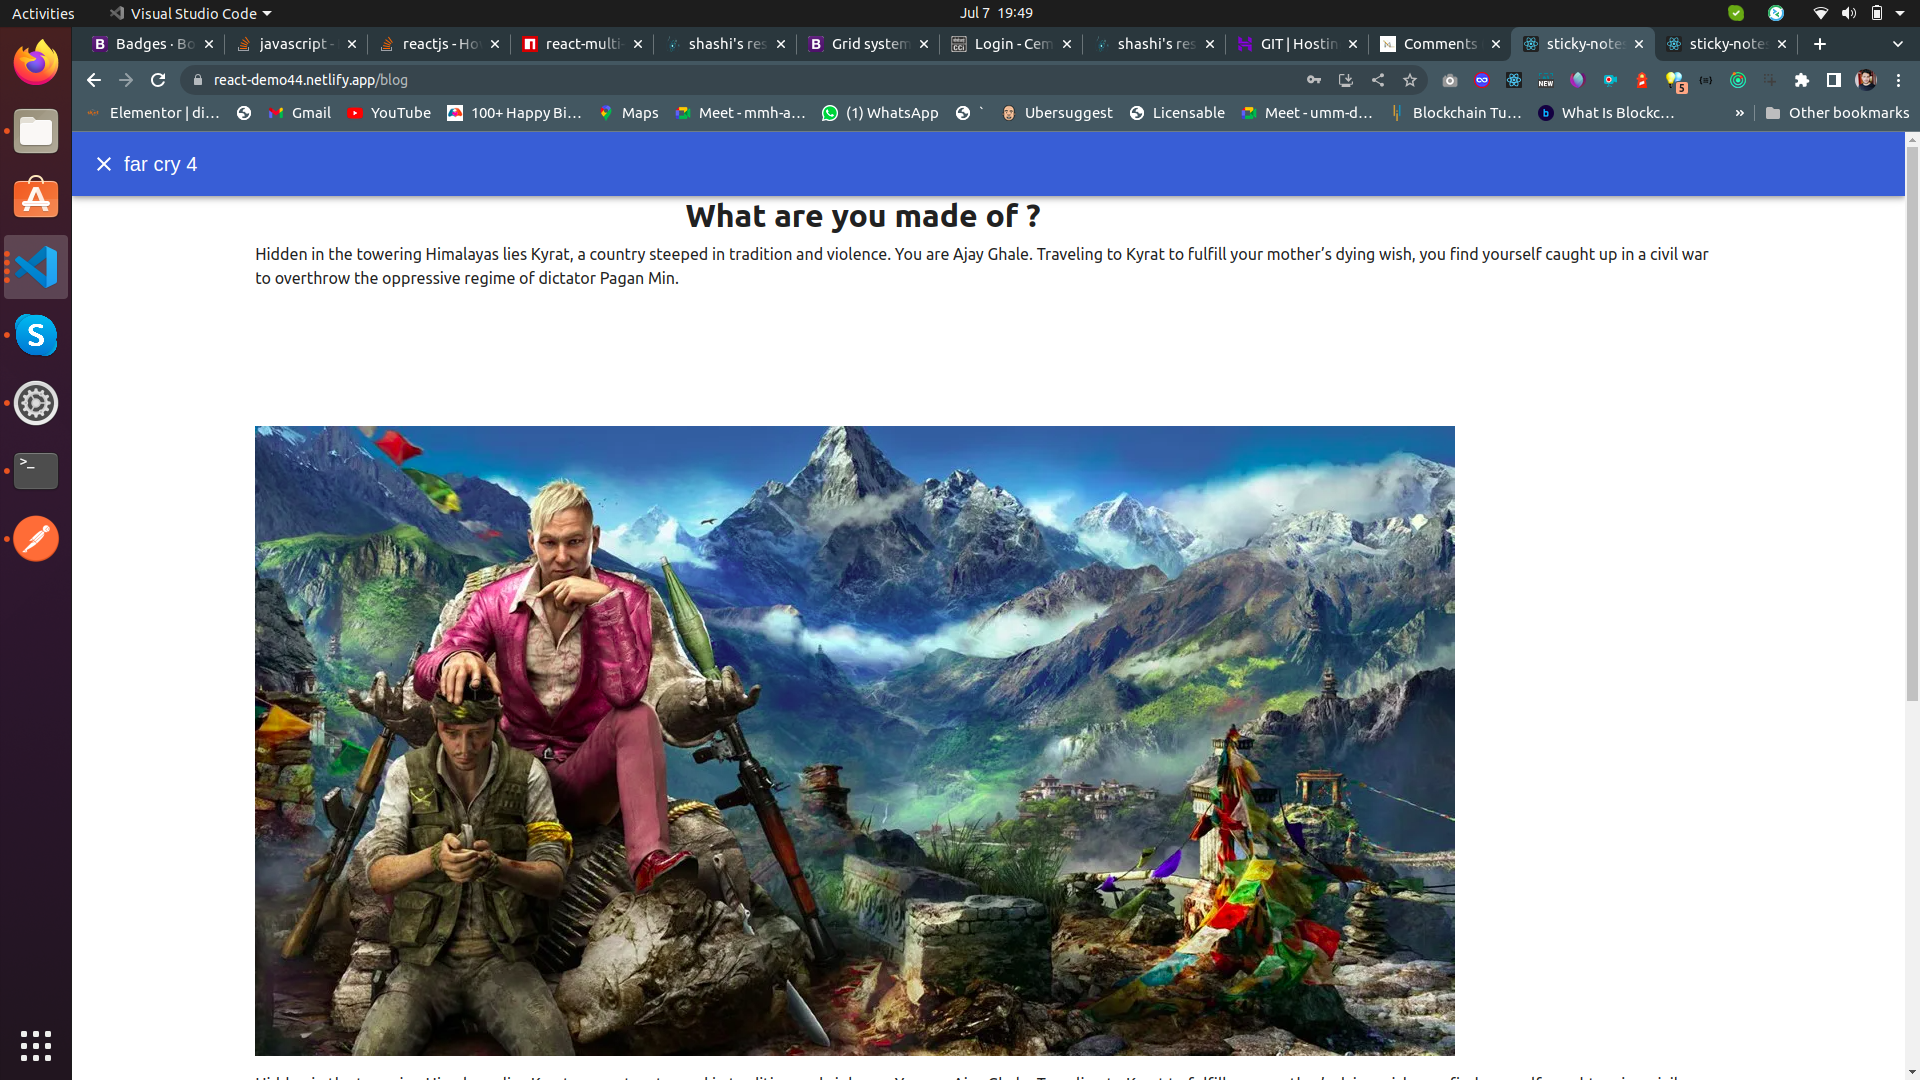 Activities
Visual Studio Code
Jul 7 19:49
Badges · Bo
javascript -
reactjs - Ho
react-multi-
shashi's res
Grid system
Login - Cem
shashi's res
GIT | Hostin
Comments
sticky-notes
sticky-notes
react-demo44.netlify.app/blog
NEW
5
Elementor | di...
Gmail
YouTube
100+ Happy Bi...
Maps
Meet - mmh-a...
(1) WhatsApp
`
Ubersuggest
Licensable
Meet - umm-d...
Blockchain Tu...
What Is Blockc...
»
Other bookmarks
far cry 4
What are you made of ?
Hidden in the towering Himalayas lies Kyrat, a country steeped in tradition and violence. You are Ajay Ghale. Traveling to Kyrat to fulfill your mother’s dying wish, you find yourself caught up in a civil war
to overthrow the oppressive regime of dictator Pagan Min.